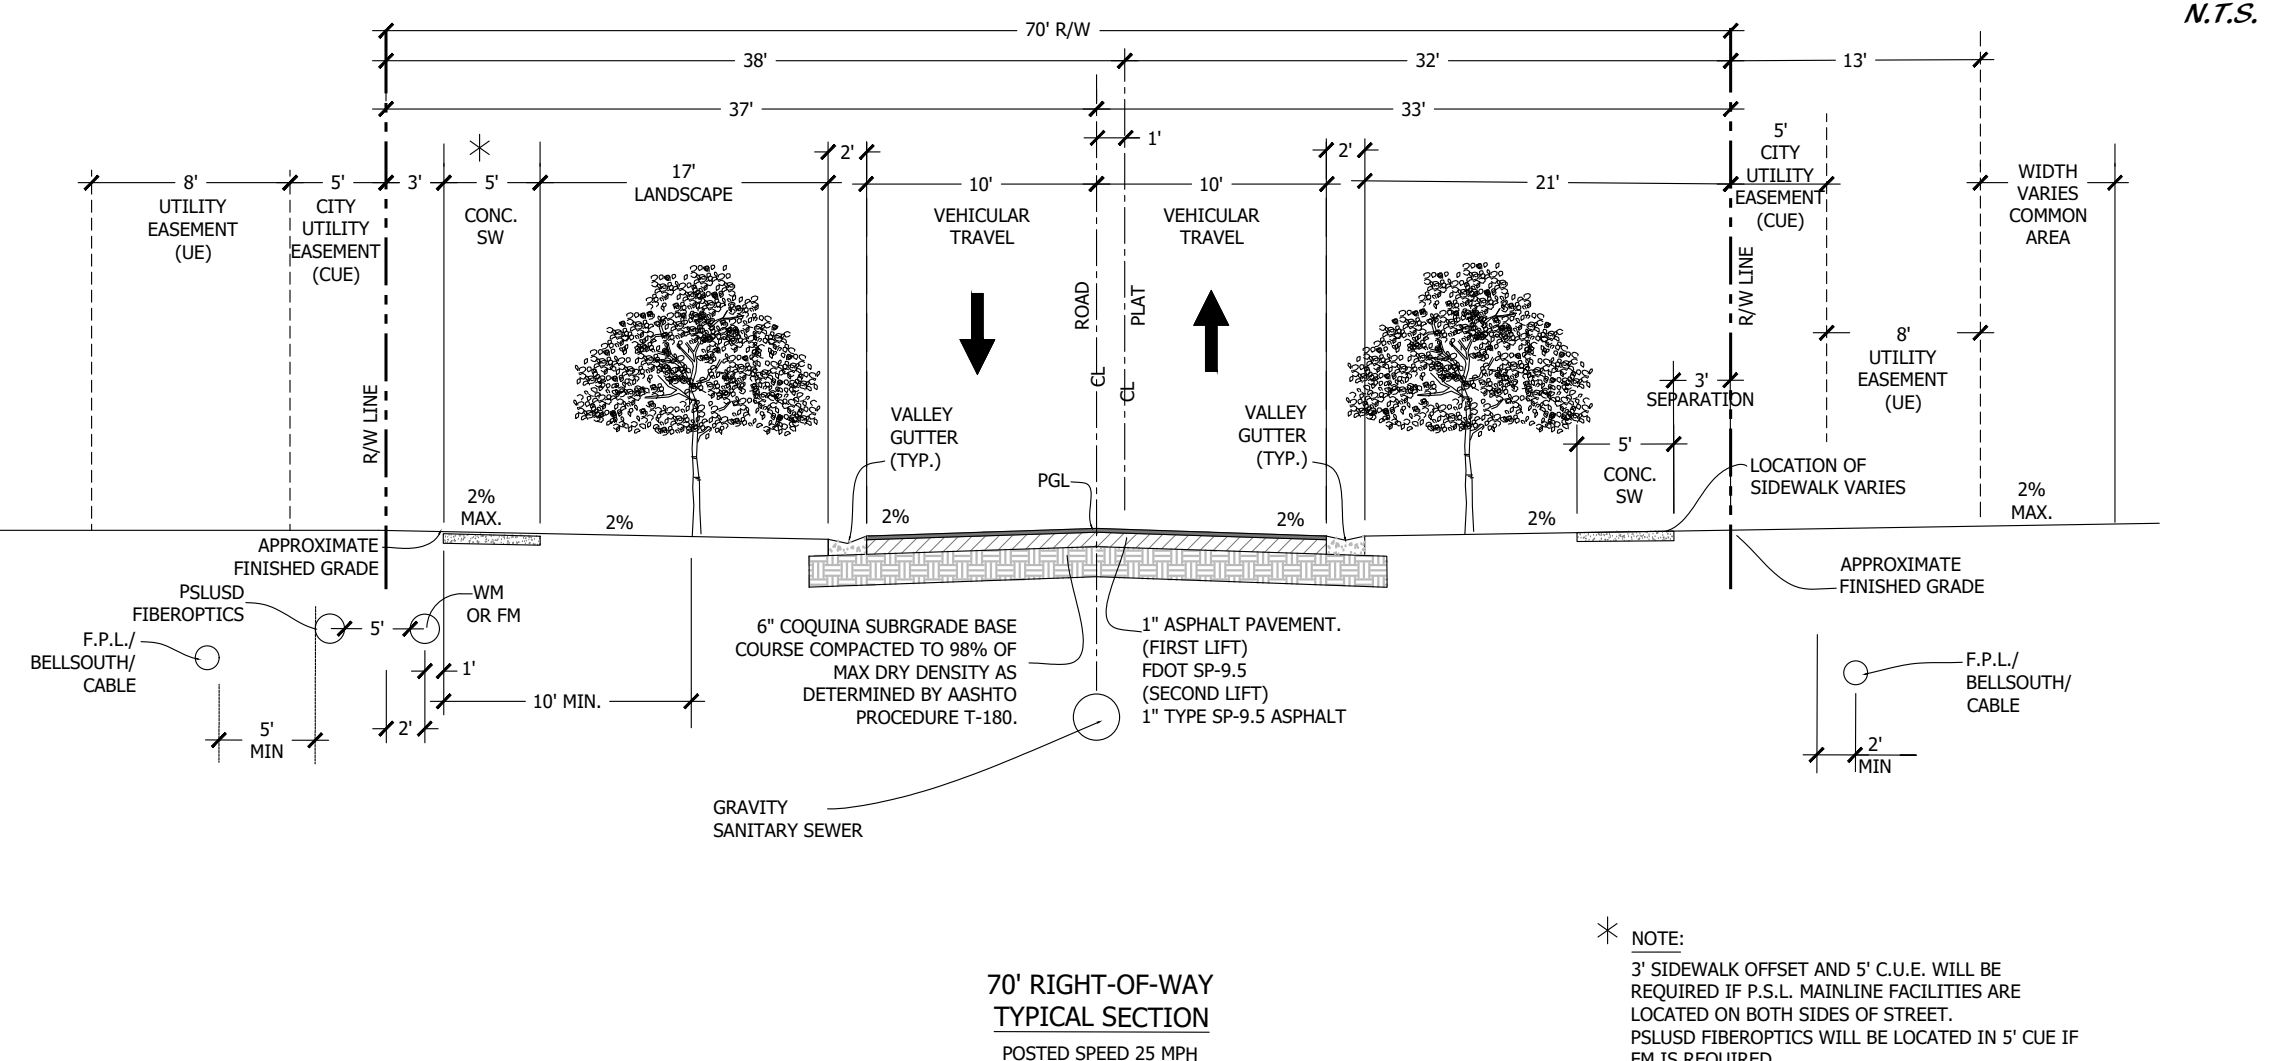 N.T.S.
70' R/W
38'
32'
13'
37'
33'
1'
2'
2'
8'
UTILITY
EASEMENT
(UE)
5'
CITY
UTILITY
EASEMENT
(CUE)
3'
5'
CONC.
SW
17'
LANDSCAPE
10'
VEHICULAR
TRAVEL
10'
VEHICULAR
TRAVEL
21'
5'
CITY
UTILITY
EASEMENT
(CUE)
WIDTH
VARIES
COMMON
AREA
R/W LINE
ROAD
CL
PLAT
CL
R/W LINE
8'
UTILITY
EASEMENT
(UE)
3'
SEPARATION
5'
CONC.
SW
VALLEY
GUTTER
(TYP.)
VALLEY
GUTTER
(TYP.)
PGL
LOCATION OF
SIDEWALK VARIES
2%
MAX.
2%
2%
2%
2%
2%
MAX.
APPROXIMATE
FINISHED GRADE
APPROXIMATE
FINISHED GRADE
PSLUSD
FIBEROPTICS
5'
WM
OR FM
F.P.L./
BELLSOUTH/
CABLE
1'
10' MIN.
2'
5'
MIN
6" COQUINA SUBRGRADE BASE
COURSE COMPACTED TO 98% OF
MAX DRY DENSITY AS
DETERMINED BY AASHTO
PROCEDURE T-180.
1" ASPHALT PAVEMENT.
(FIRST LIFT)
FDOT SP-9.5
(SECOND LIFT)
1" TYPE SP-9.5 ASPHALT
F.P.L./
BELLSOUTH/
CABLE
2'
MIN
GRAVITY
SANITARY SEWER
70' RIGHT-OF-WAY
TYPICAL SECTION
POSTED SPEED 25 MPH
NOTE:
3' SIDEWALK OFFSET AND 5' C.U.E. WILL BE
REQUIRED IF P.S.L. MAINLINE FACILITIES ARE
LOCATED ON BOTH SIDES OF STREET.
PSLUSD FIBEROPTICS WILL BE LOCATED IN 5' CUE IF
FM IS REQUIRED